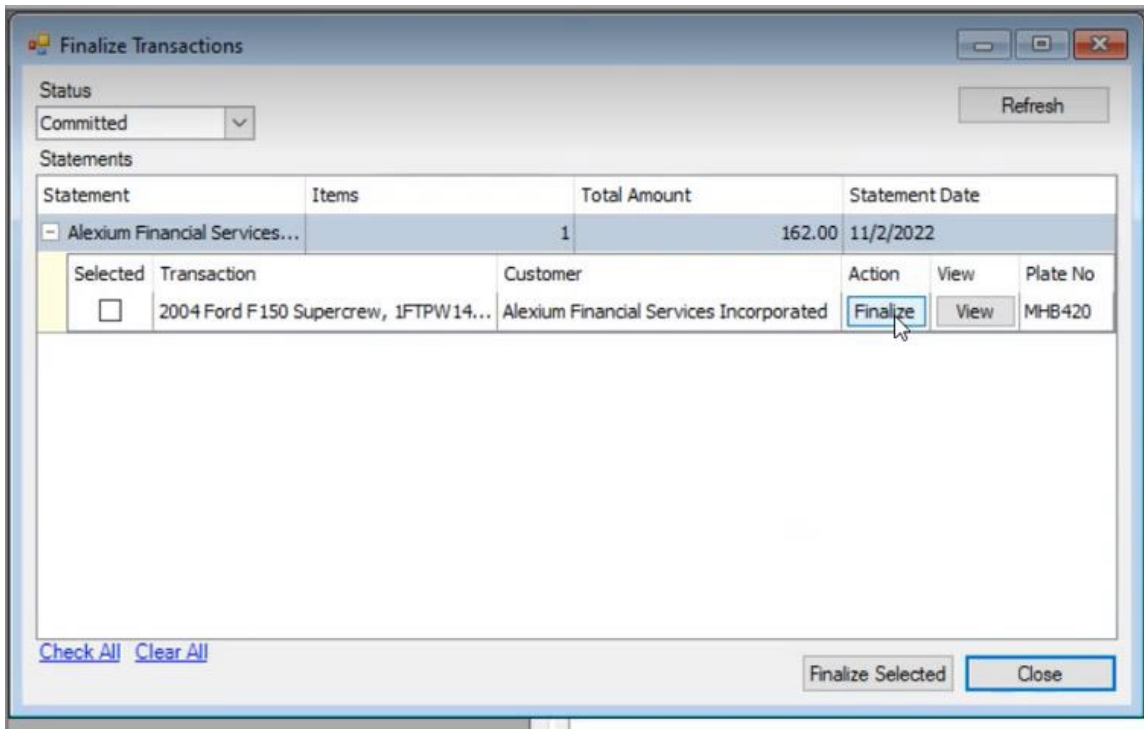 Finalize Transactions
Status
Refresh
Committed
Statements
Statement Items Total Amount Statement Date
Alexium Financial Services... 1 162.00 11/2/2022
Selected Transaction Customer Action View Plate No
2004 Ford F150 Supercrew, 1FTPW14... Alexium Financial Services Incorporated Finalize View MHB420
Check All Clear All
Finalize Selected Close